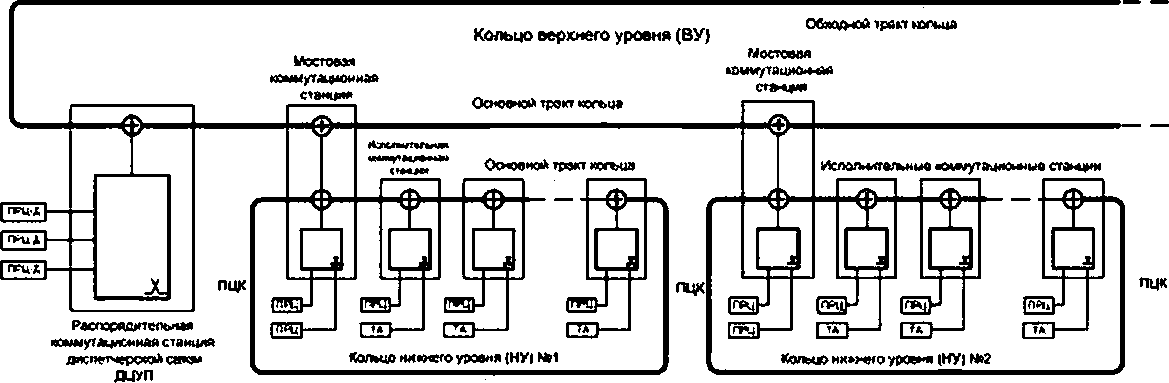 Обходной тракт кольца
Кольцо верхнего уровня (ВУ)
Мостовая
коммутационная
станция
Мостовая
коммутационная
станция
Основной тракт кольца
Исполнительная
коммутационная
станция
Основной тракт кольца
Исполнительные коммутационные станции
ПРЦ-Д
ПРЦ-Д
ПРЦ-Д
ПЦК
ПЦК
ПЦК
ПРЦ
ПРЦ
ПРЦ
ПРЦ
ПРЦ
ПРЦ
ПРЦ
ПРЦ
ПРЦ
ТА
ТА
ТА
ПРЦ
ТА
ТА
ТА
Распорядительная
коммутационная станция
диспетчерской связи
ДЦУП
Кольцо нижнего уровня (НУ) №1
Кольцо нижнего уровня (НУ) №2